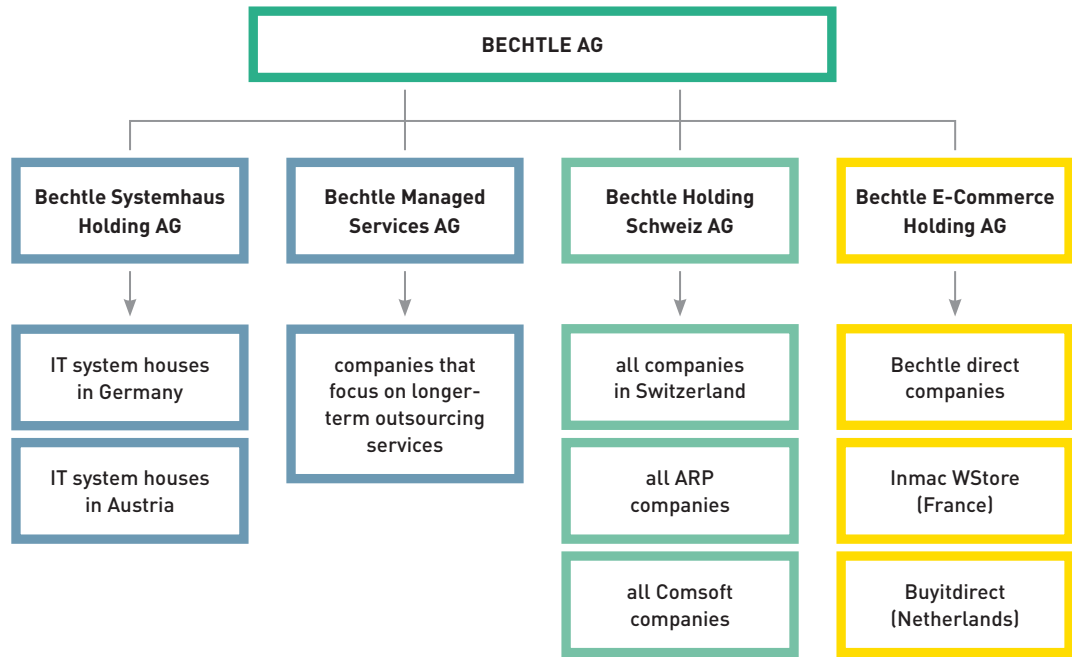 BECHTLE AG
Bechtle Systemhaus
Holding AG
Bechtle Managed
Services AG
Bechtle Holding
Schweiz AG
Bechtle E-Commerce
Holding AG
IT system houses
in Germany
companies that
focus on longer-
term outsourcing
services
all companies
in Switzerland
Bechtle direct
companies
IT system houses
in Austria
all ARP
companies
Inmac WStore
(France)
all Comsoft
companies
Buyitdirect
(Netherlands)